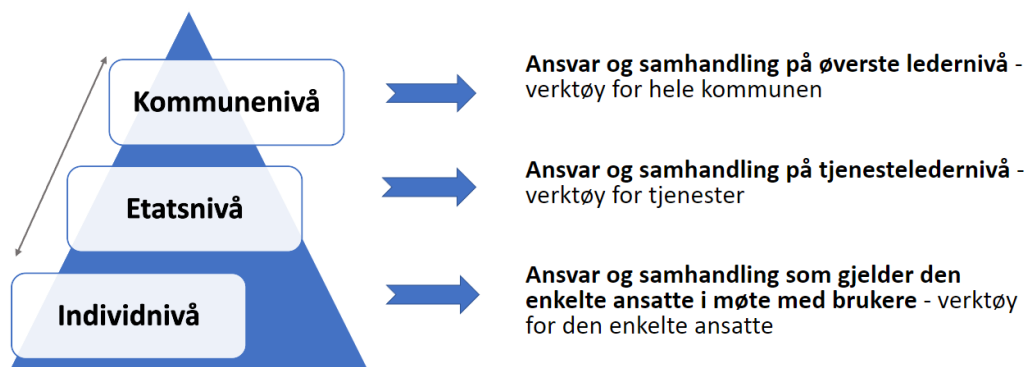 Kommunenivå
Ansvar og samhandling på øverste ledernivå -
verktøy for hele kommunen
Etatsnivå
Ansvar og samhandling på tjenesteledernivå -
verktøy for tjenester
Individnivå
Ansvar og samhandling som gjelder den
enkelte ansatte i møte med brukere - verktøy
for den enkelte ansatte